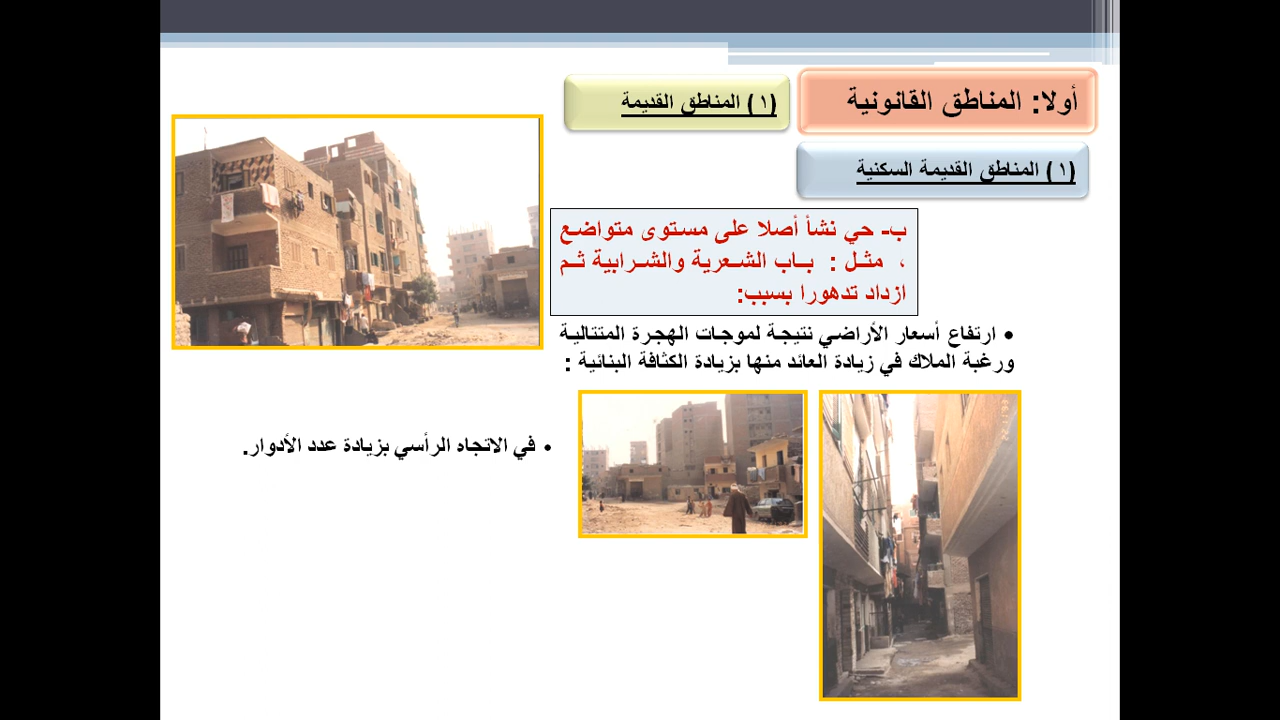 أولا: المناطق القانونية
(١) المناطق القديمة
(١) المناطق القديمة السكنية
ب- حي نشأ أصلا على مستوى متواضع
، مثل : باب الشعرية والشرابية ثم
ازداد تدهورا بسبب:
• ارتفاع أسعار الأراضي نتيجة لموجات الهجرة المتتالية
ورغبة الملاك في زيادة العائد منها بزيادة الكثافة البنائية :
• في الاتجاه الرأسي بزيادة عدد الأدوار.